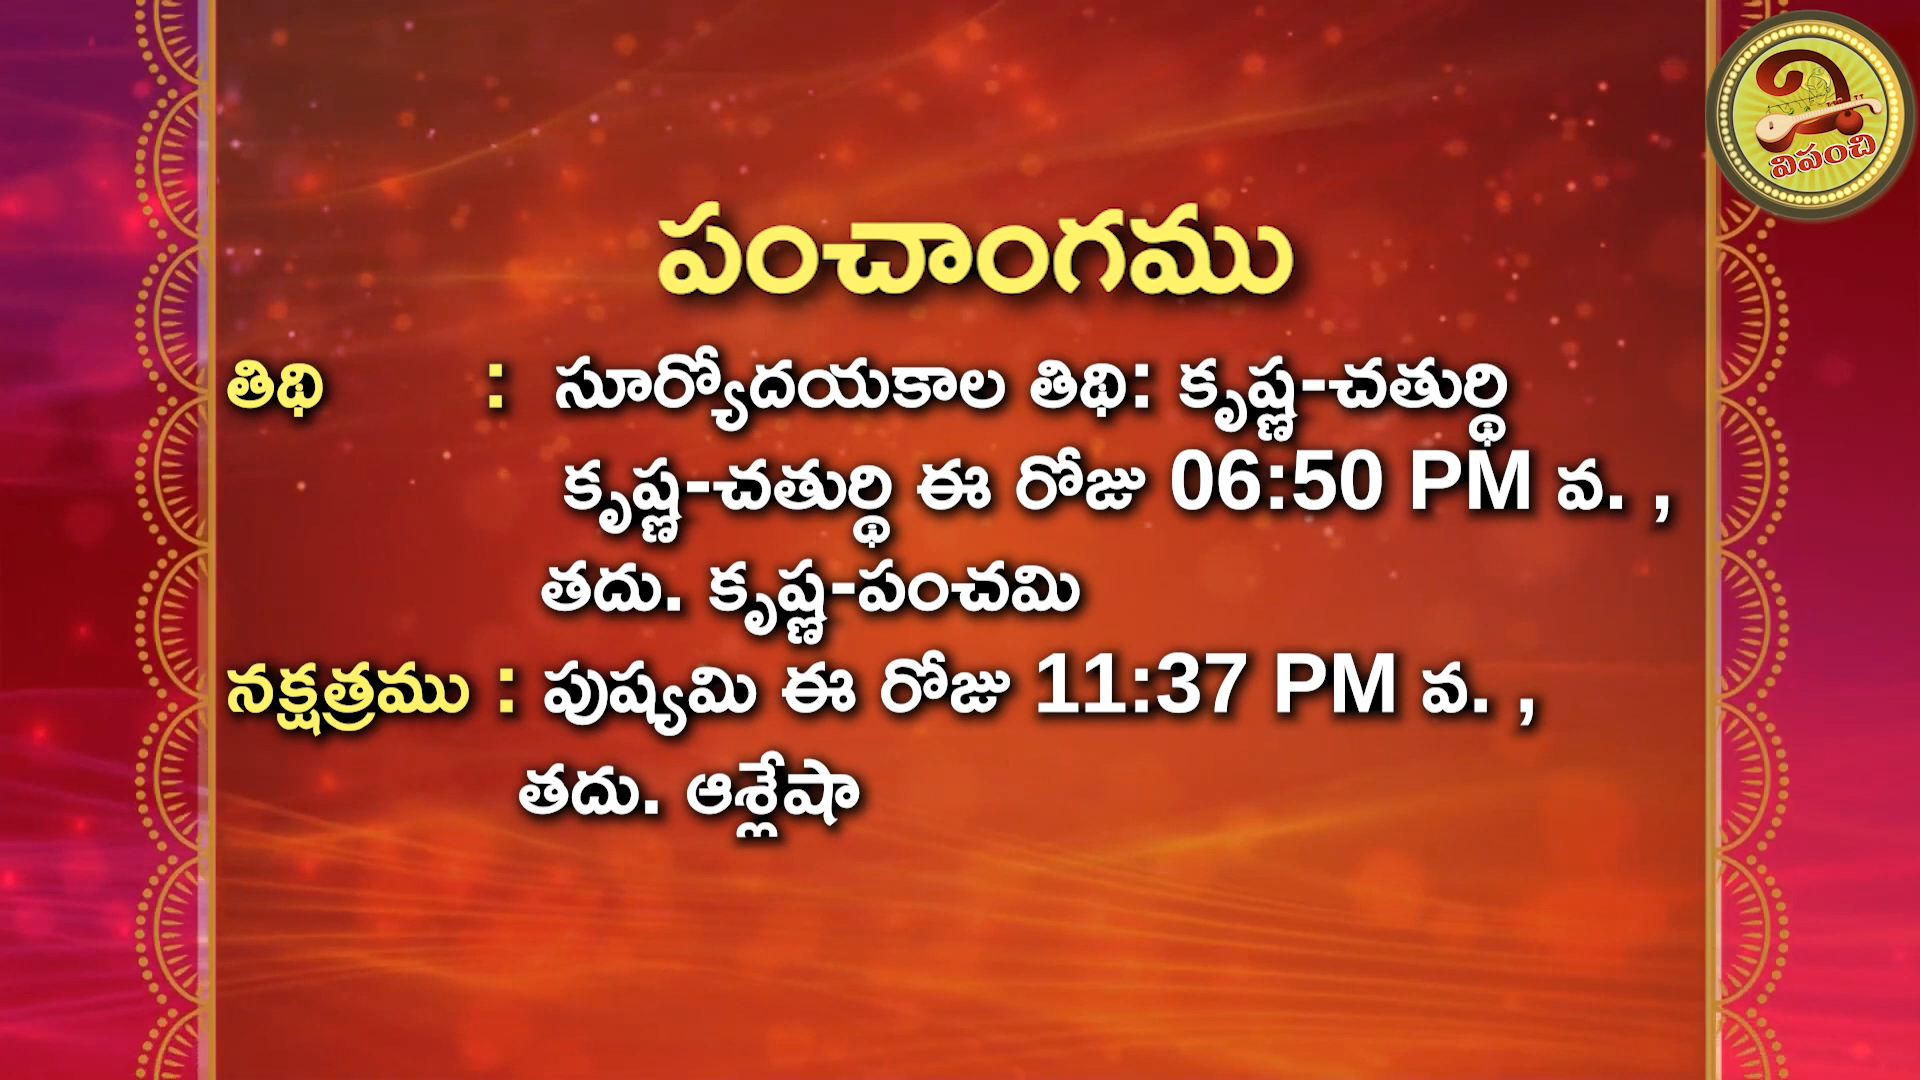 విపంచి
పంచాంగము
తిథి : సూర్యోదయకాల తిథి: కృష్ణ-చతుర్థి
కృష్ణ-చతుర్థి ఈ రోజు 06:50 PM వ. ,
తదు. కృష్ణ-పంచమి
నక్షత్రము : పుష్యమి ఈ రోజు 11:37 PM వ. ,
తదు. ఆశ్లేషా